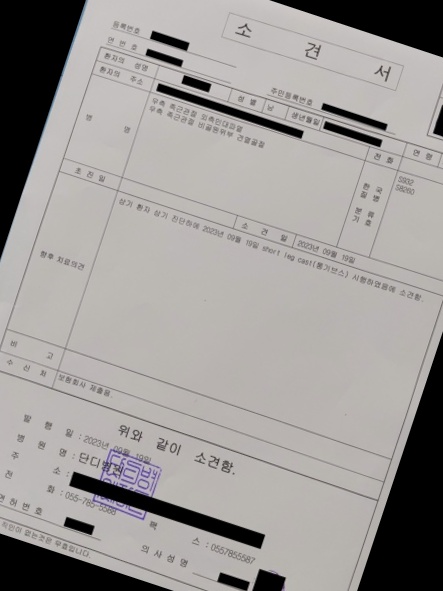 소 견 서
등록번호
연 번 호
주민등록번호
환자의 성명
성 별 남 생년월일 연 령
환자의 주소
전 화
병 명
우측 족근관절 외측인대파열
우측 족근관절 비골원위부 견열골절
한국질병분류기호
S932
S8260
초 진 일
소 견 일 2023년 09월 19일
향후 치료의견
상기 환자 상기 진단하에 2023년 09월 19일 short leg cast(통기브스) 시행하였음에 소견함.
비 고
수 신 처 보험회사 제출용.
위와 같이 소견함.
발 행 일 : 2023년 09월 19일
병 원 명 : 단디병원
주 소 :
전 화 : 055-785-5588 팩 스 : 0557855587
면허번호 의사성명
직인이 없는것은 무효입니다.